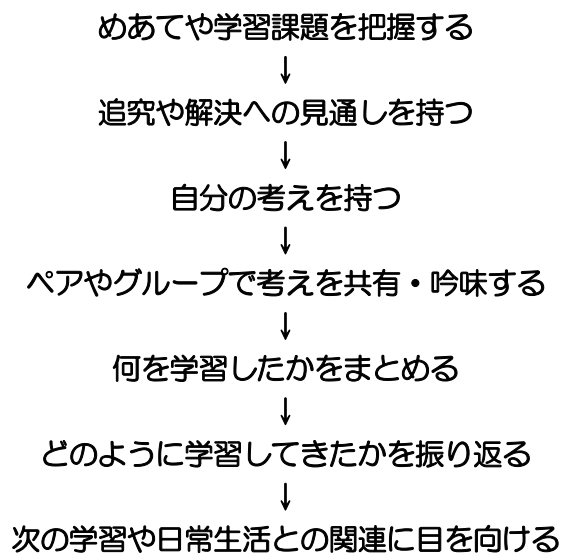 めあてや学習課題を把握する
↓
追究や解決への見通しを持つ
↓
自分の考えを持つ
↓
ペアやグループで考えを共有・吟味する
↓
何を学習したかをまとめる
↓
どのように学習してきたかを振り返る
↓
次の学習や日常生活との関連に目を向ける